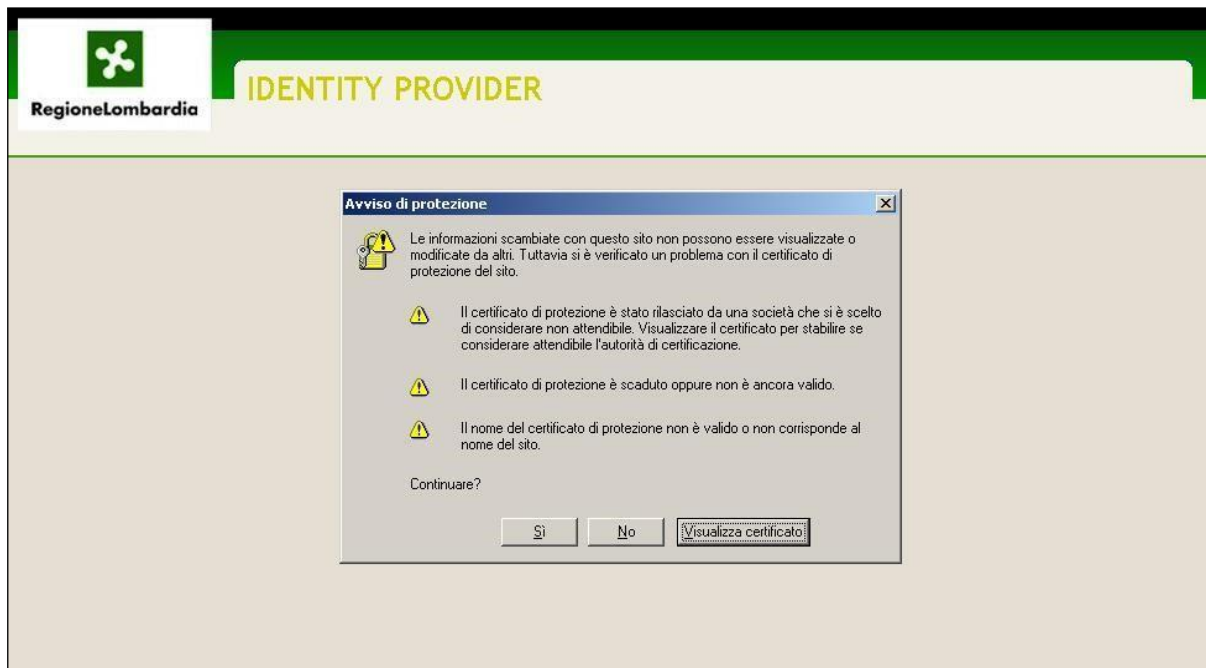 RegioneLombardia
IDENTITY PROVIDER
Avviso di protezione
Le informazioni scambiate con questo sito non possono essere visualizzate o
modificate da altri. Tuttavia si è verificato un problema con il certificato di
protezione del sito.
Il certificato di protezione è stato rilasciato da una società che si è scelto
di considerare non attendibile. Visualizzare il certificato per stabilire se
considerare attendibile l'autorità di certificazione.
Il certificato di protezione è scaduto oppure non è ancora valido.
Il nome del certificato di protezione non è valido o non corrisponde al
nome del sito.
Continuare?
Sì No Visualizza certificato